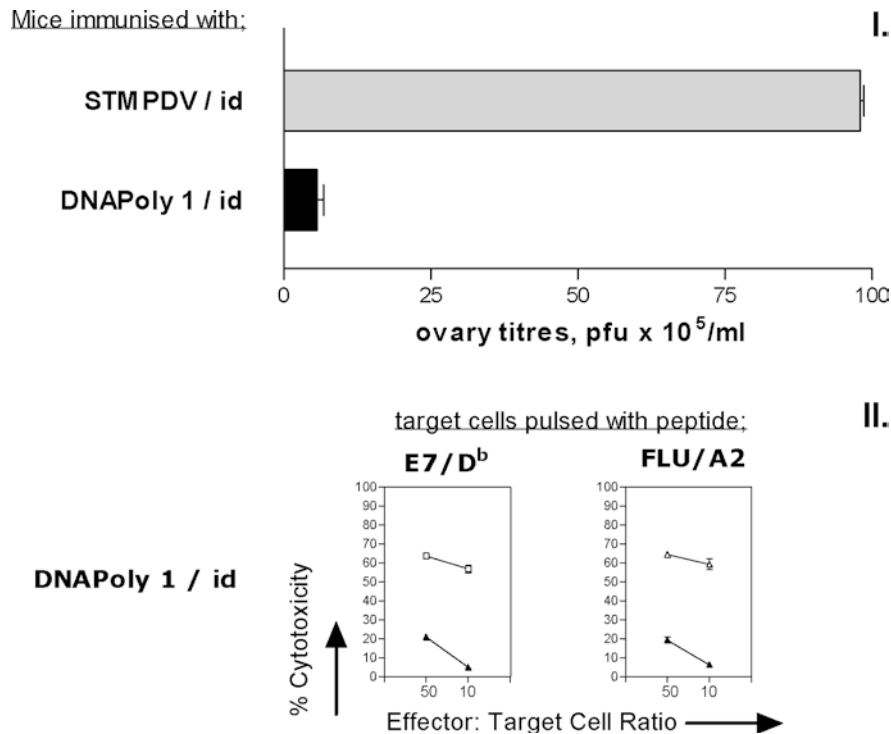 Mice immunised with;
I.
STMPDV / id
DNAPoly 1 / id
0 25 50 75 100
ovary titres, pfu x 10⁵/ml
II.
target cells pulsed with peptide;
E7/Dᵇ FLU/A2
100 100
90 90
80 80
70 70
60 60
50 50
40 40
30 30
20 20
10 10
0 0
50 10 50 10
DNAPoly 1 / id
% Cytotoxicity
Effector: Target Cell Ratio